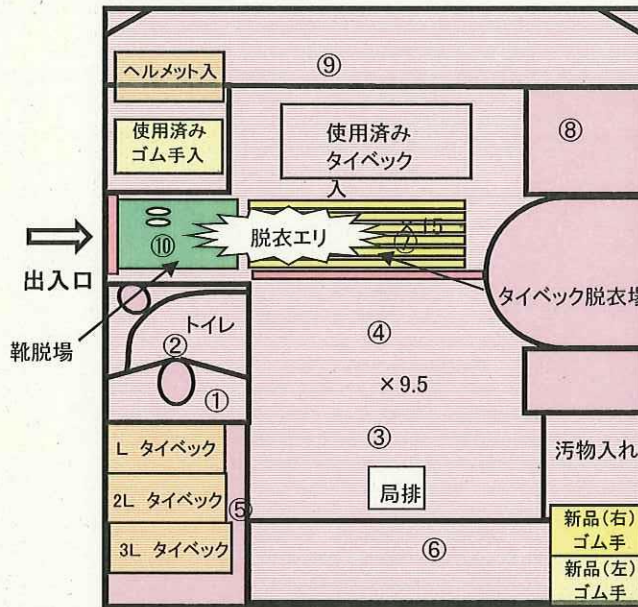 ⑨
ヘルメット入
使用済み
ゴム手入
使用済み
タイベック
入
⑧
×15
⑦
脱衣エリ
⑩
出入口
タイベック脱衣場
靴脱場
トイレ
②
①
④
×9.5
③
局排
L タイベック
2L タイベック
3L タイベック
⑤
⑥
汚物入れ
新品(右)
ゴム手
新品(左)
ゴム手